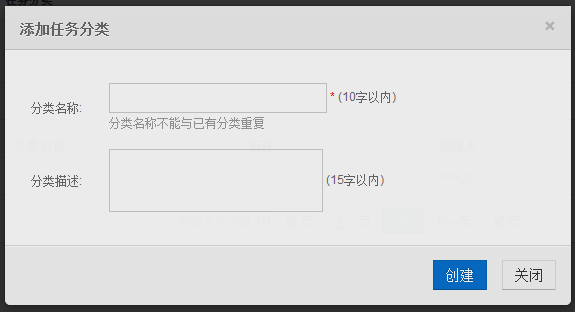 添加任务分类 ×
分类名称: * (10字以内)
分类名称不能与已有分类重复
分类描述: (15字以内)
创建 关闭